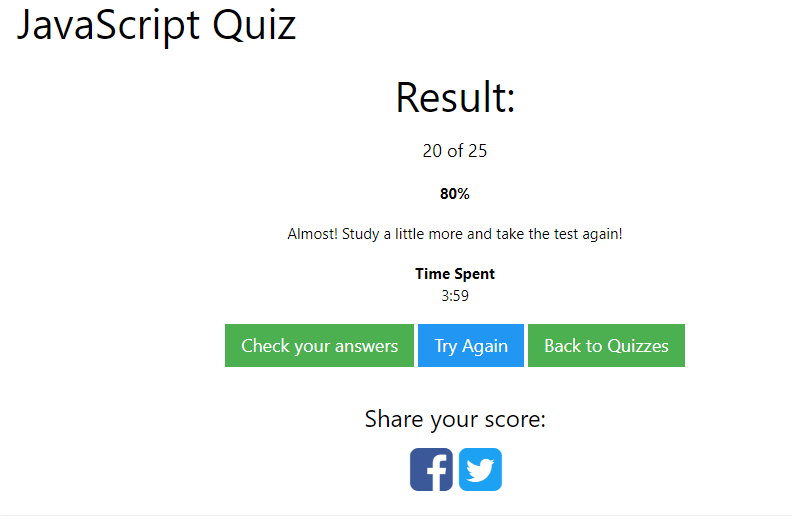 JavaScript Quiz
Result:
20 of 25
80%
Almost! Study a little more and take the test again!
Time Spent
3:59
Check your answers Try Again Back to Quizzes
Share your score: